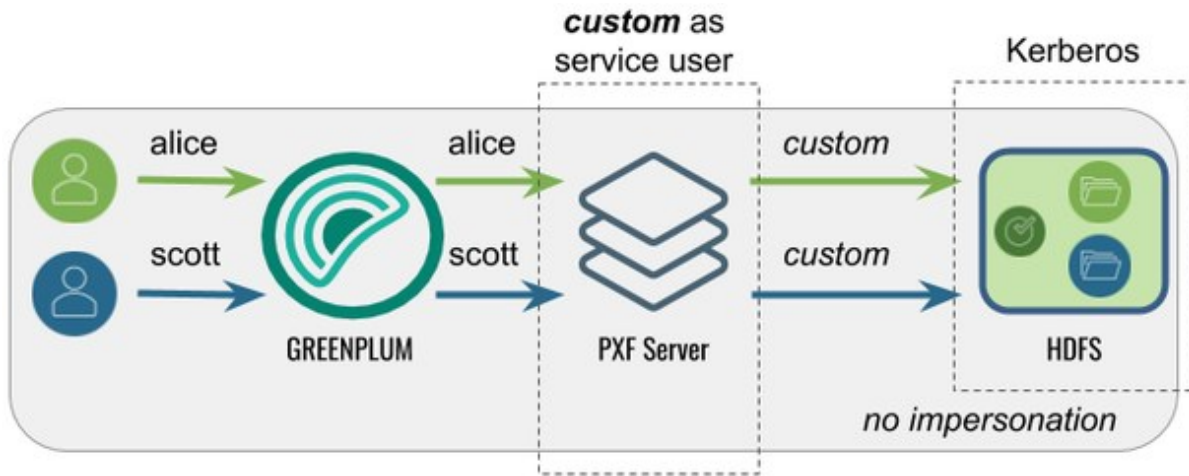 custom as
service user
Kerberos
alice
alice
custom
scott
scott
custom
GREENPLUM
PXF Server
HDFS
no impersonation